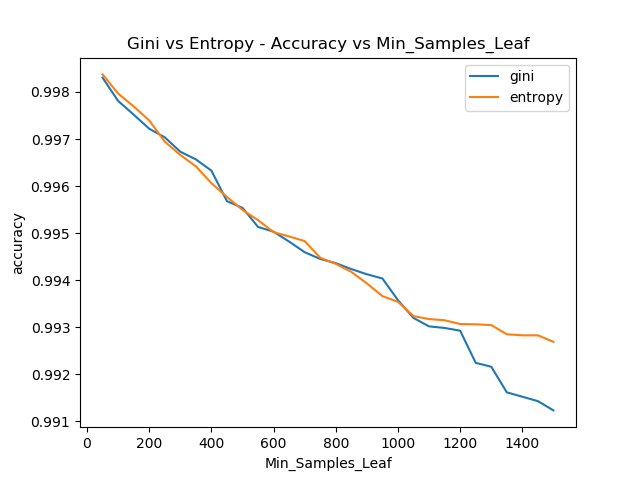 Gini vs Entropy - Accuracy vs Min_Samples_Leaf
gini
entropy
accuracy
0.998
0.997
0.996
0.995
0.994
0.993
0.992
0.991
0 200 400 600 800 1000 1200 1400
Min_Samples_Leaf